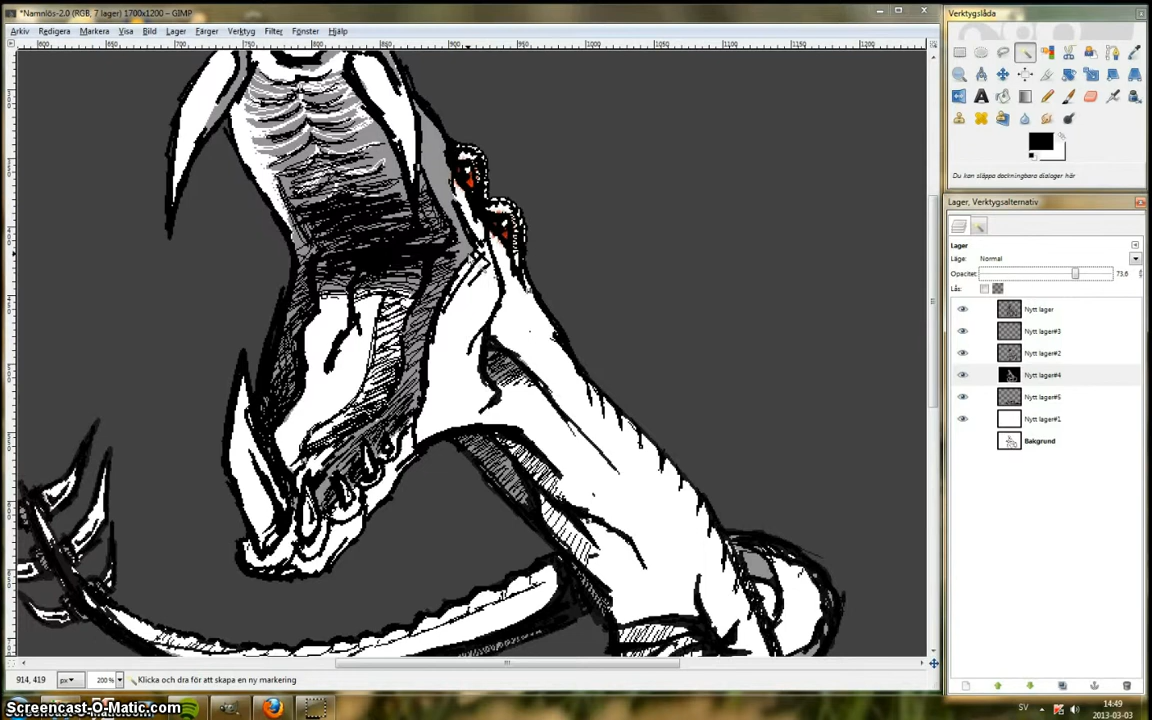 *Namnlös-2.0 (RGB, 7 lager) 1700x1200 – GIMP
Arkiv Redigera Markera Visa Bild Lager Färger Verktyg Filter Fönster Hjälp
Verktygslåda
Du kan släppa dockningsbara dialoger här
Lager, Verktygsalternativ
Lager
Läge: Normal
Opacitet 73,6
Lås:
Nytt lager
Nytt lager#3
Nytt lager#2
Nytt lager#4
Nytt lager#5
Nytt lager#1
Bakgrund
914, 419 px 200% Klicka och dra för att skapa en ny markering
Screencast-O-Matic.com
SV 14:49
2013-03-03